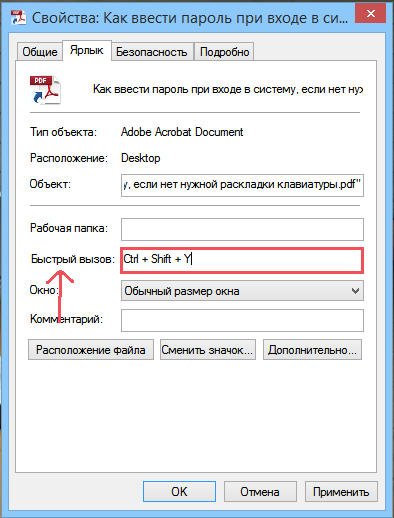 Свойства: Как ввести пароль при входе в си...
Общие Ярлык Безопасность Подробно
PDF
Как ввести пароль при входе в систему, если нет нуж
Тип объекта: Adobe Acrobat Document
Расположение: Desktop
Объект: у, если нет нужной раскладки клавиатуры.pdf"
Рабочая папка:
Быстрый вызов: Ctrl + Shift + Y
Окно: Обычный размер окна
Комментарий:
Расположение файла Сменить значок... Дополнительно...
OK Отмена Применить